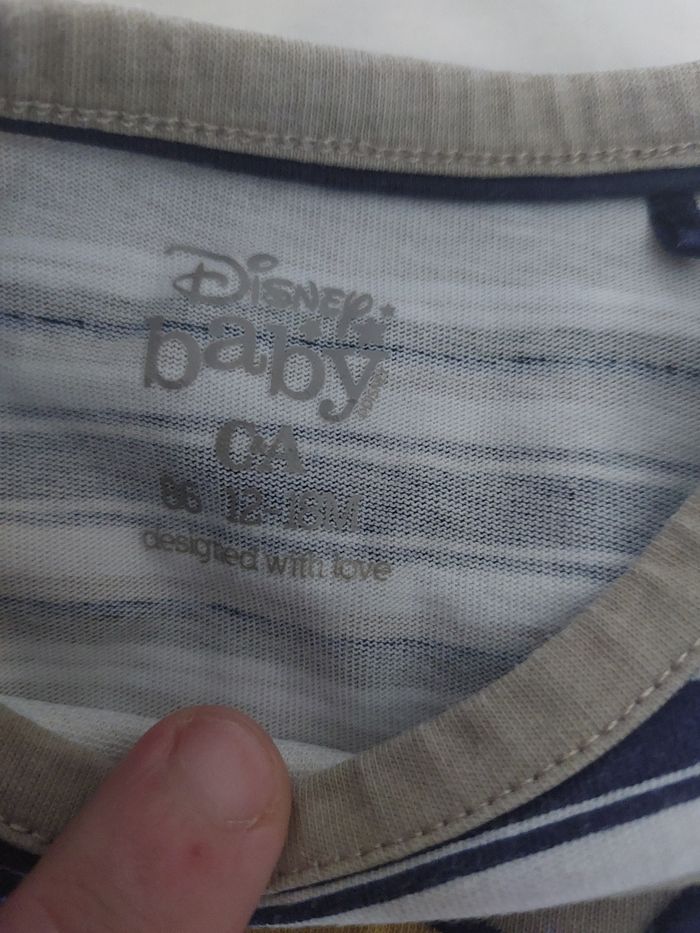 Disney
baby
C&A
86 12-18M
designed with love